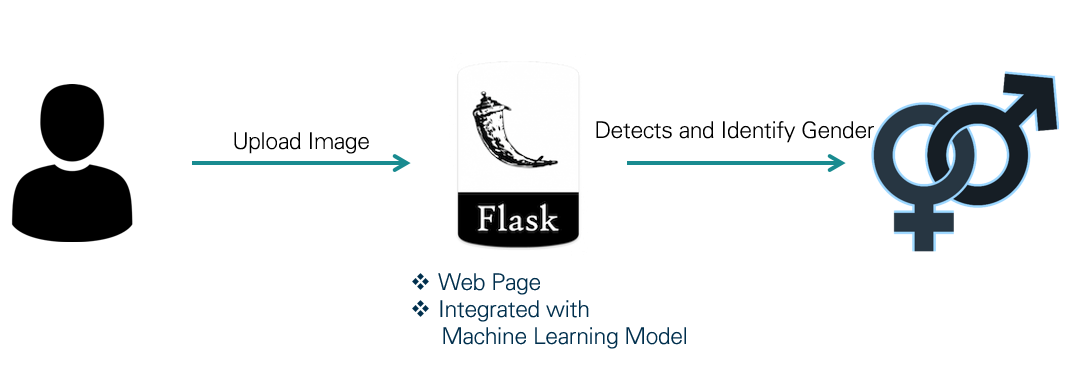 Upload Image
Detects and Identify Gender
Flask
❖ Web Page
❖ Integrated with
Machine Learning Model